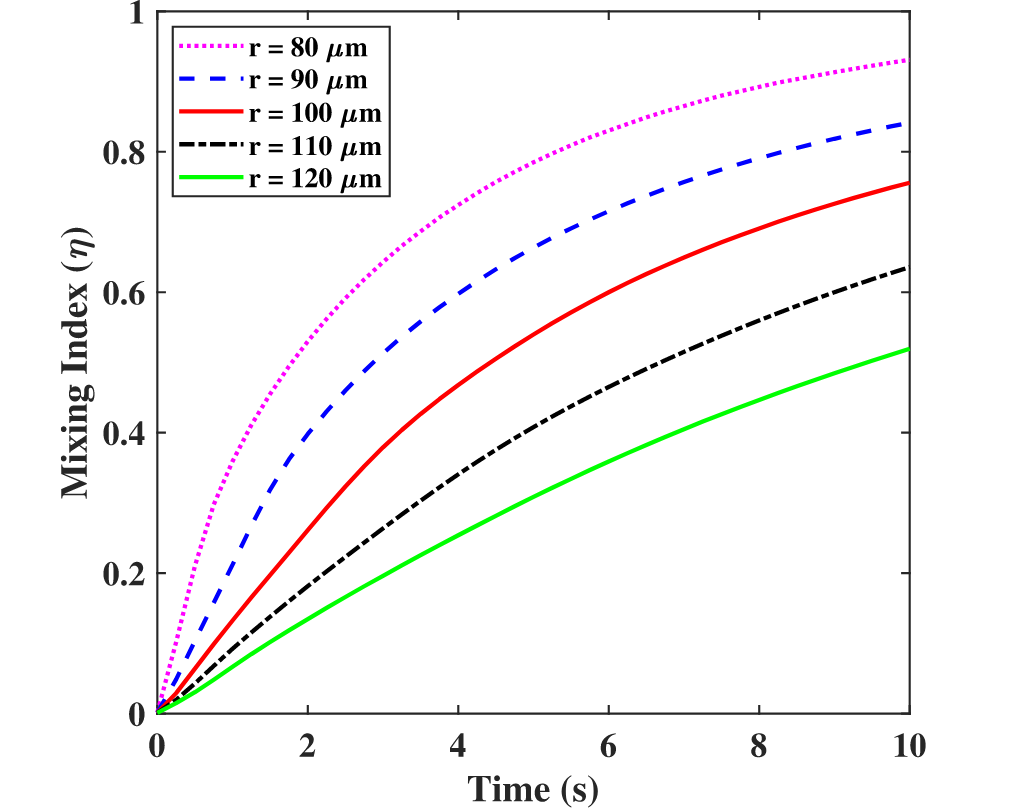 1
0.8
0.6
0.4
0.2
0
r = 80 μm
r = 90 μm
r = 100 μm
r = 110 μm
r = 120 μm
Mixing Index (η)
0 2 4 6 8 10
Time (s)